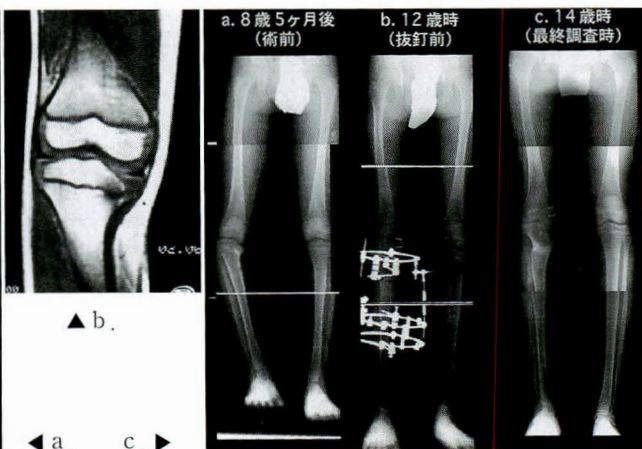 a. 8歳5ヶ月後
(術前)
b. 12歳時
(抜釘前)
c. 14歳時
(最終調査時)
▲ b.
◀ a
c. ▶